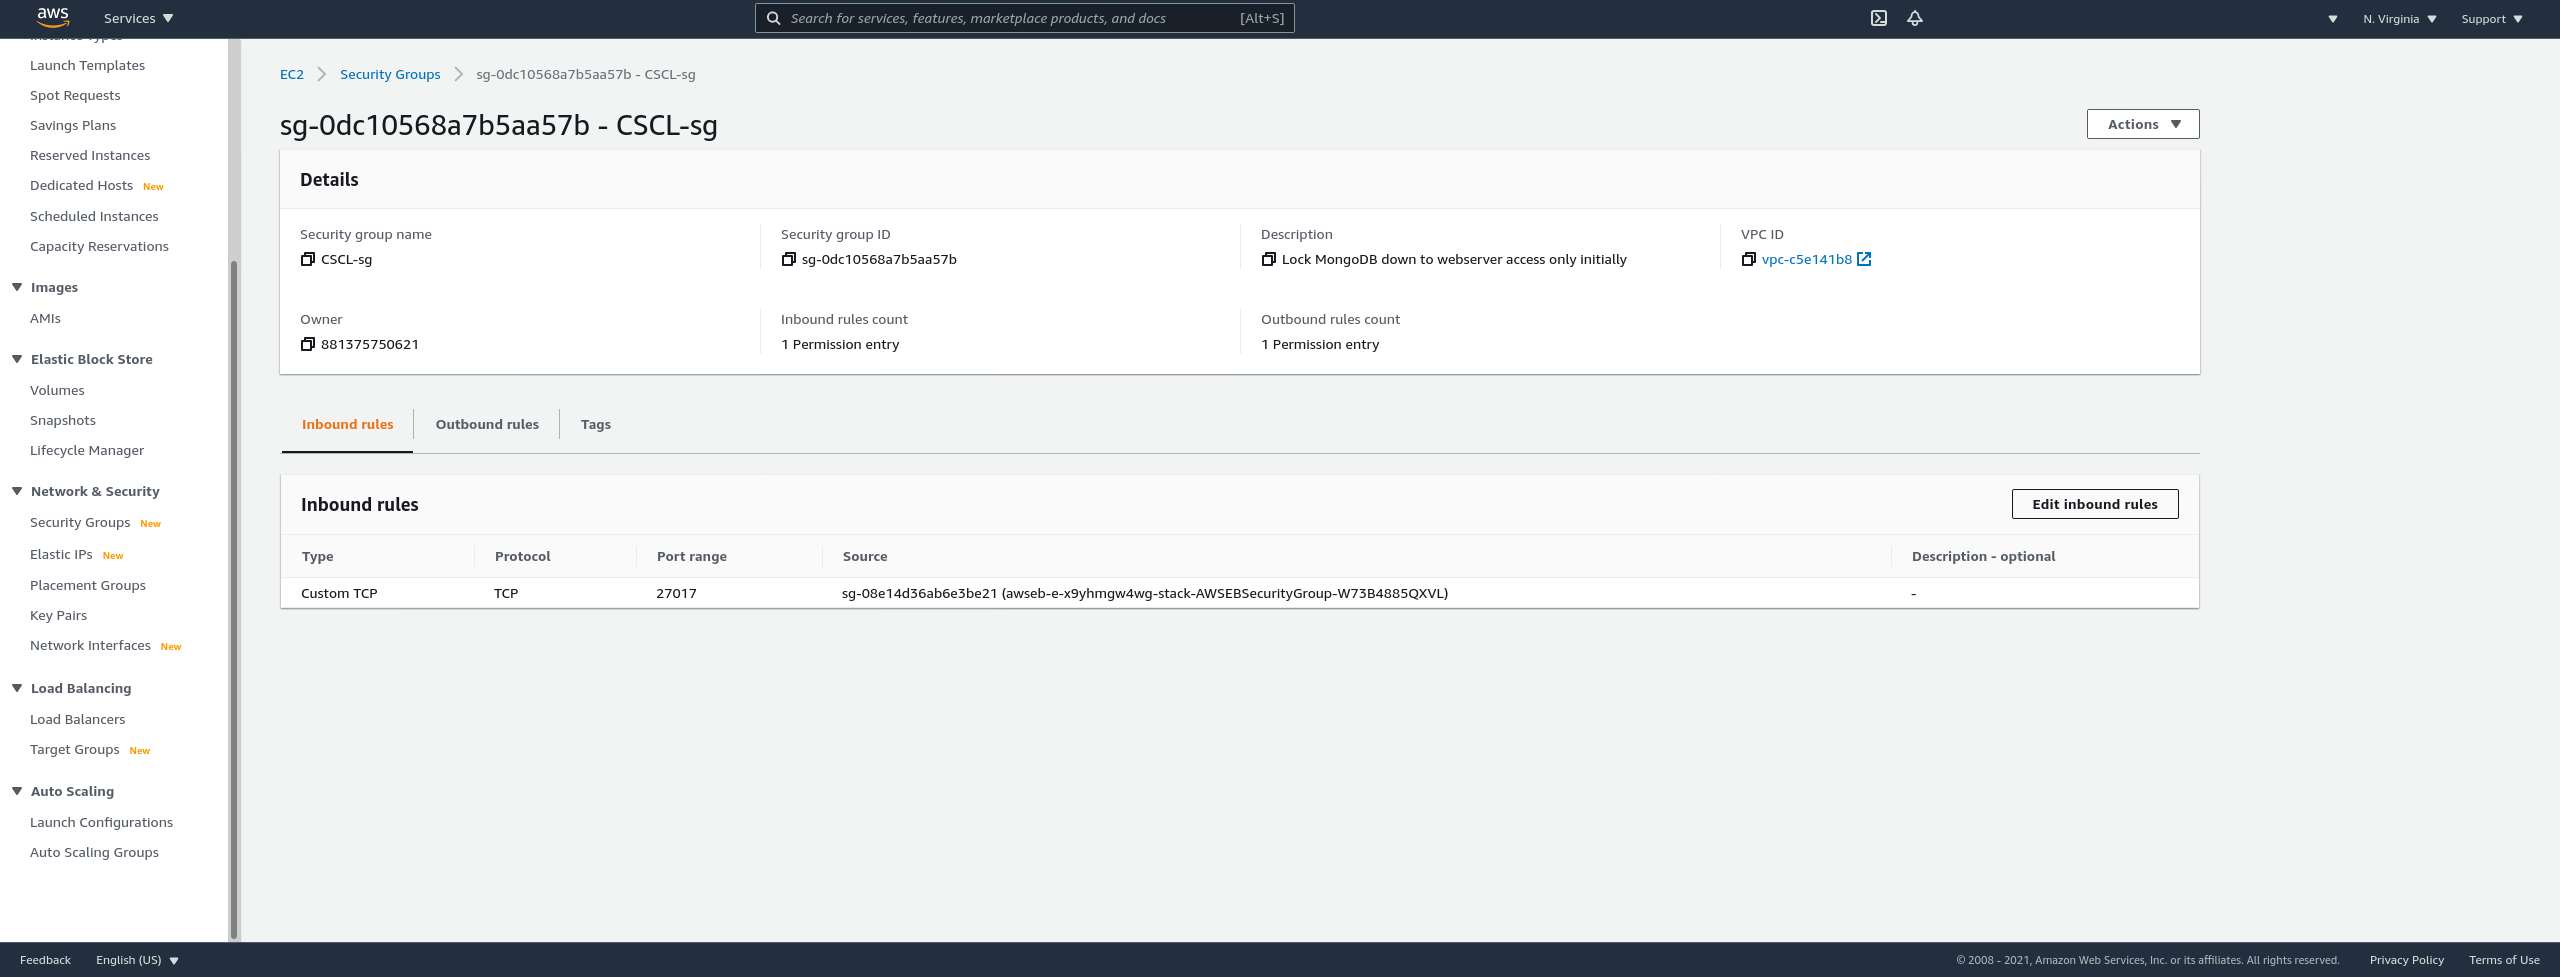 aws Services Search for services, features, marketplace products, and docs [Alt+S] N. Virginia Support
Launch Templates
Spot Requests
Savings Plans
Reserved Instances
Dedicated Hosts New
Scheduled Instances
Capacity Reservations
Images
AMIs
Elastic Block Store
Volumes
Snapshots
Lifecycle Manager
Network & Security
Security Groups New
Elastic IPs New
Placement Groups
Key Pairs
Network Interfaces New
Load Balancing
Load Balancers
Target Groups New
Auto Scaling
Launch Configurations
Auto Scaling Groups
EC2 Security Groups sg-0dc10568a7b5aa57b - CSCL-sg
sg-0dc10568a7b5aa57b - CSCL-sg
Actions
Details
Security group name Security group ID Description VPC ID
CSCL-sg sg-0dc10568a7b5aa57b Lock MongoDB down to webserver access only initially vpc-c5e141b8
Owner Inbound rules count Outbound rules count
881375750621 1 Permission entry 1 Permission entry
Inbound rules Outbound rules Tags
Inbound rules Edit inbound rules
Type Protocol Port range Source Description - optional
Custom TCP TCP 27017 sg-08e14d36ab6e3be21 (awseb-e-x9yhmgw4wg-stack-AWSEBSecurityGroup-W73B4885QXVL) -
Feedback English (US) © 2008 - 2021, Amazon Web Services, Inc. or its affiliates. All rights reserved. Privacy Policy Terms of Use